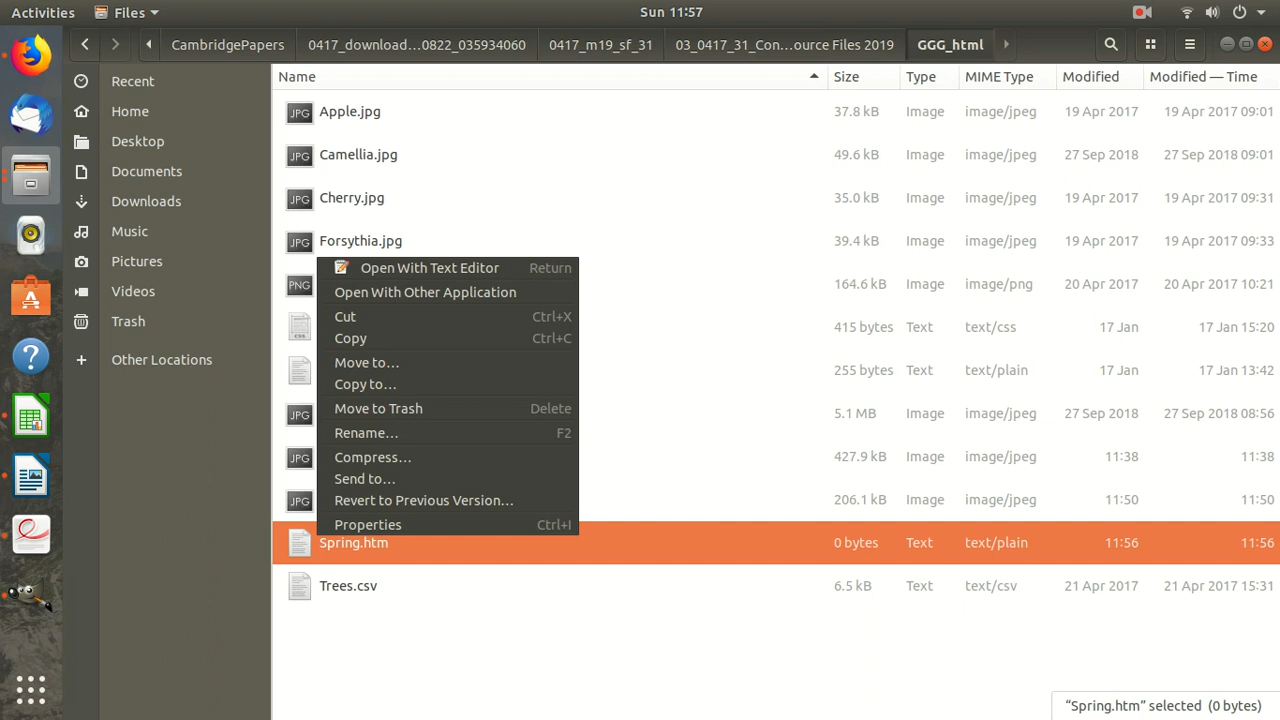 Activities Files Sun 11:57
CambridgePapers 0417_download…0822_035934060 0417_m19_sf_31 03_0417_31_Con…ource Files 2019 GGG_html
Recent
Home
Desktop
Documents
Downloads
Music
Pictures
Videos
Trash
Other Locations
Name Size Type MIME Type Modified Modified — Time
Apple.jpg 37.8 kB Image image/jpeg 19 Apr 2017 19 Apr 2017 09:01
Camellia.jpg 49.6 kB Image image/jpeg 27 Sep 2018 27 Sep 2018 09:01
Cherry.jpg 35.0 kB Image image/jpeg 19 Apr 2017 19 Apr 2017 09:31
Forsythia.jpg 39.4 kB Image image/jpeg 19 Apr 2017 19 Apr 2017 09:33
164.6 kB Image image/png 20 Apr 2017 20 Apr 2017 10:21
415 bytes Text text/css 17 Jan 17 Jan 15:20
255 bytes Text text/plain 17 Jan 17 Jan 13:42
5.1 MB Image image/jpeg 27 Sep 2018 27 Sep 2018 08:56
427.9 kB Image image/jpeg 11:38 11:38
206.1 kB Image image/jpeg 11:50 11:50
Spring.htm 0 bytes Text text/plain 11:56 11:56
Trees.csv 6.5 kB Text text/csv 21 Apr 2017 21 Apr 2017 15:31
Open With Text Editor Return
Open With Other Application
Cut Ctrl+X
Copy Ctrl+C
Move to…
Copy to…
Move to Trash Delete
Rename… F2
Compress…
Send to…
Revert to Previous Version…
Properties Ctrl+I
JPG
JPG
JPG
JPG
PNG
CSS
JPG
JPG
JPG
“Spring.htm” selected (0 bytes)